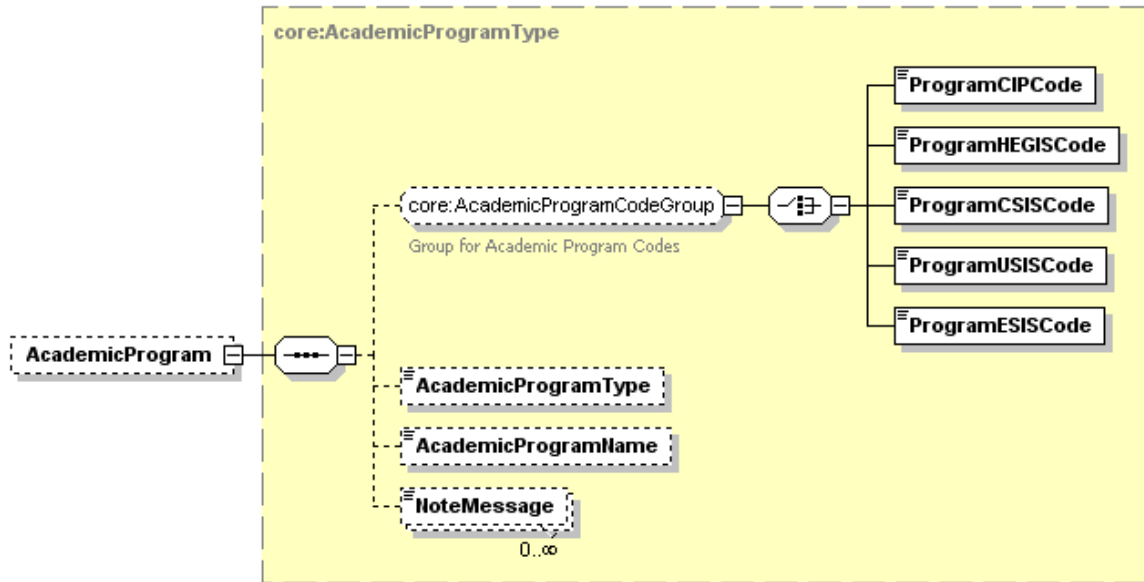 core:AcademicProgramType
ProgramCIPCode
ProgramHEGISCode
core:AcademicProgramCodeGroup
ProgramCSISCode
Group for Academic Program Codes
ProgramUSISCode
ProgramESISCode
AcademicProgram
AcademicProgramType
AcademicProgramName
NoteMessage
0..∞